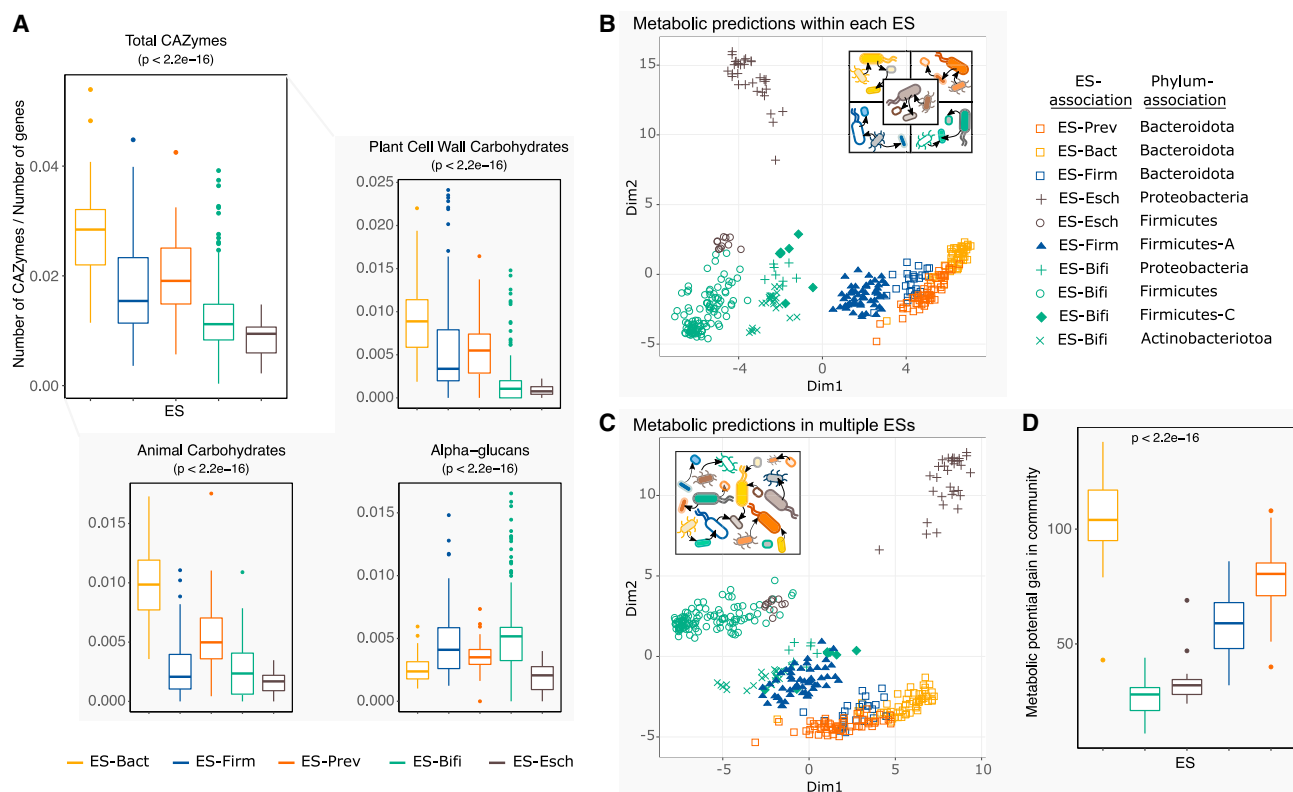 A
Total CAZymes
(p < 2.2e−16)
Number of CAZymes / Number of genes
0.04
0.02
0.00
ES
Plant Cell Wall Carbohydrates
(p < 2.2e−16)
0.025
0.020
0.015
0.010
0.005
0.000
Animal Carbohydrates
(p < 2.2e−16)
0.015
0.010
0.005
0.000
Alpha−glucans
(p < 2.2e−16)
0.015
0.010
0.005
0.000
ES-Bact ES-Firm ES-Prev ES-Bifi ES-Esch
B
Metabolic predictions within each ES
Dim2
15
10
5
0
−5
−4 0 4
Dim1
ES-association Phylum-association
ES-Prev Bacteroidota
ES-Bact Bacteroidota
ES-Firm Bacteroidota
ES-Esch Proteobacteria
ES-Esch Firmicutes
ES-Firm Firmicutes-A
ES-Bifi Proteobacteria
ES-Bifi Firmicutes
ES-Bifi Firmicutes-C
ES-Bifi Actinobacteriotoa
C
Metabolic predictions in multiple ESs
Dim2
10
5
0
−5
−5 0 5 10
Dim1
D
p < 2.2e−16
Metabolic potential gain in community
100
50
ES